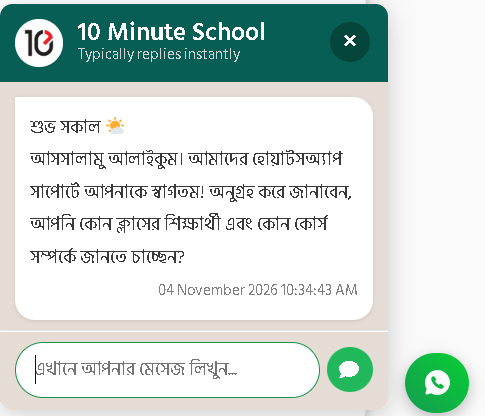 10
10 Minute School
Typically replies instantly
শুভ সকাল 🌤️
আসসালামু আলাইকুম। আমাদের হোয়াটসঅ্যাপ
সাপোর্টে আপনাকে স্বাগতম! অনুগ্রহ করে জানাবেন,
আপনি কোন ক্লাসের শিক্ষার্থী এবং কোন কোর্স
সম্পর্কে জানতে চাচ্ছেন?
04 November 2026 10:34:43 AM
এখানে আপনার মেসেজ লিখুন...